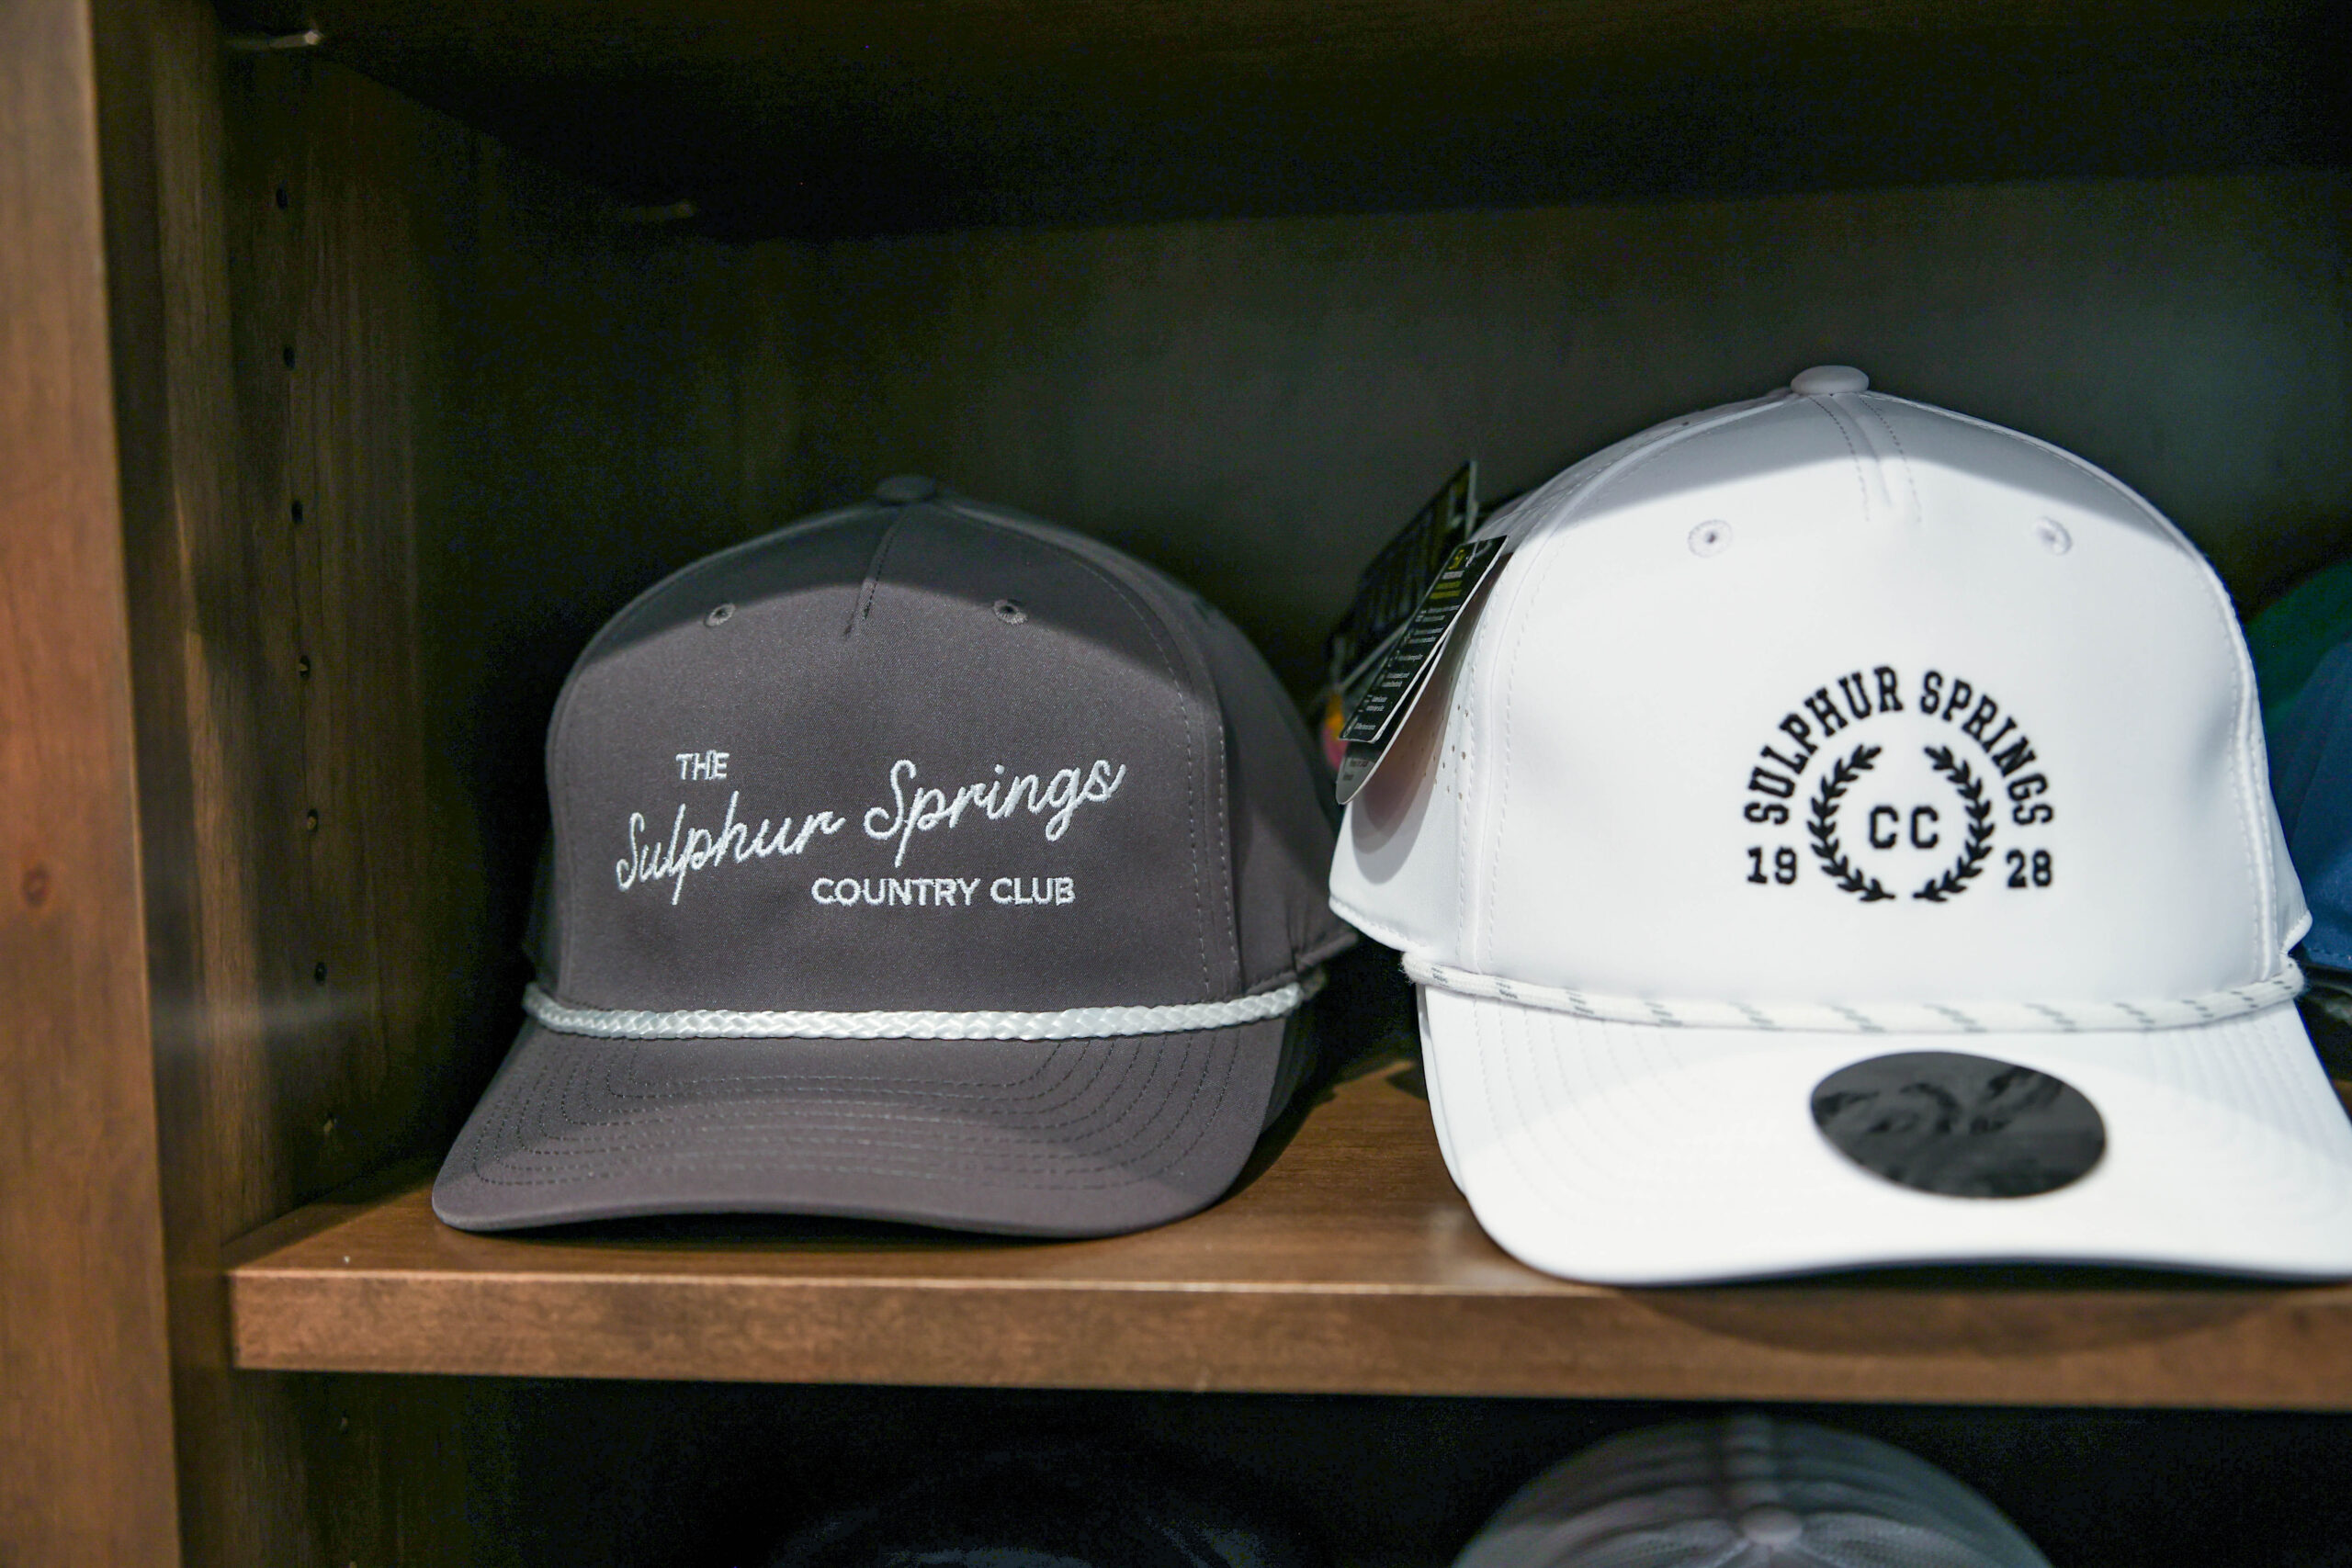 THE
Sulphur Springs
COUNTRY CLUB
SULPHUR SPRINGS
CC
19 28